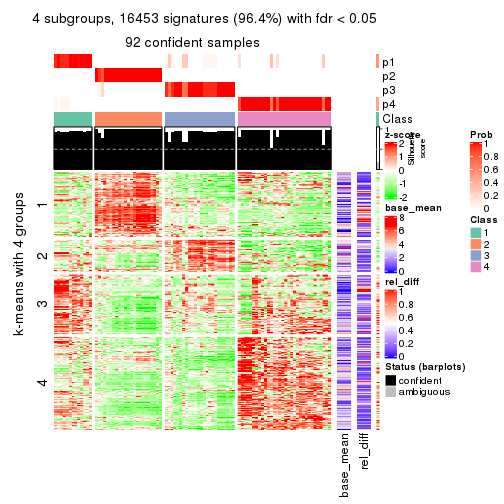 4 subgroups, 16453 signatures (96.4%) with fdr < 0.05
92 confident samples
p1
p2
p3
p4
Class
1
Silhouette
score
z-score
2
1
0
-1
-2
base_mean
8
6
4
2
0
rel_diff
1
0.8
0.6
0.4
0.2
0
Status (barplots)
confident
ambiguous
Prob
1
0.8
0.6
0.4
0.2
0
Class
1
2
3
4
k-means with 4 groups
1
2
3
4
base_mean
rel_diff